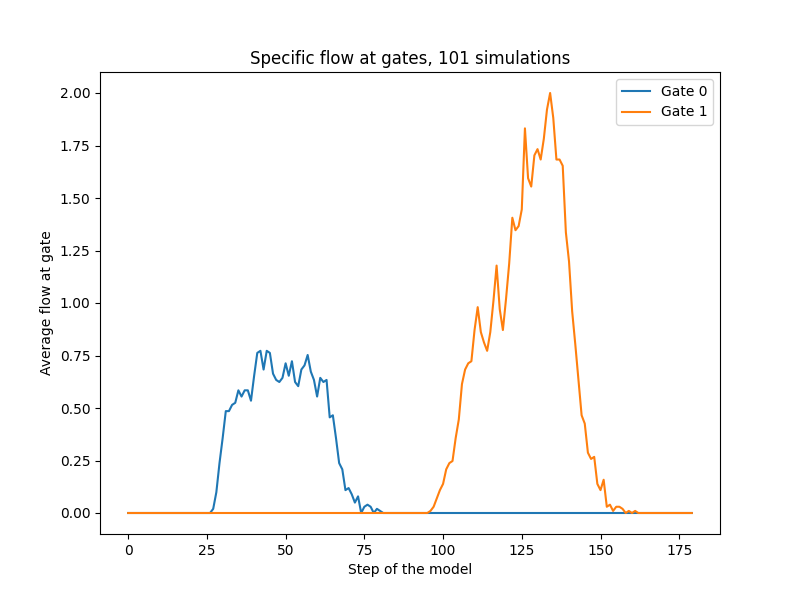 Specific flow at gates, 101 simulations
Gate 0
Gate 1
Average flow at gate
2.00
1.75
1.50
1.25
1.00
0.75
0.50
0.25
0.00
0 25 50 75 100 125 150 175
Step of the model